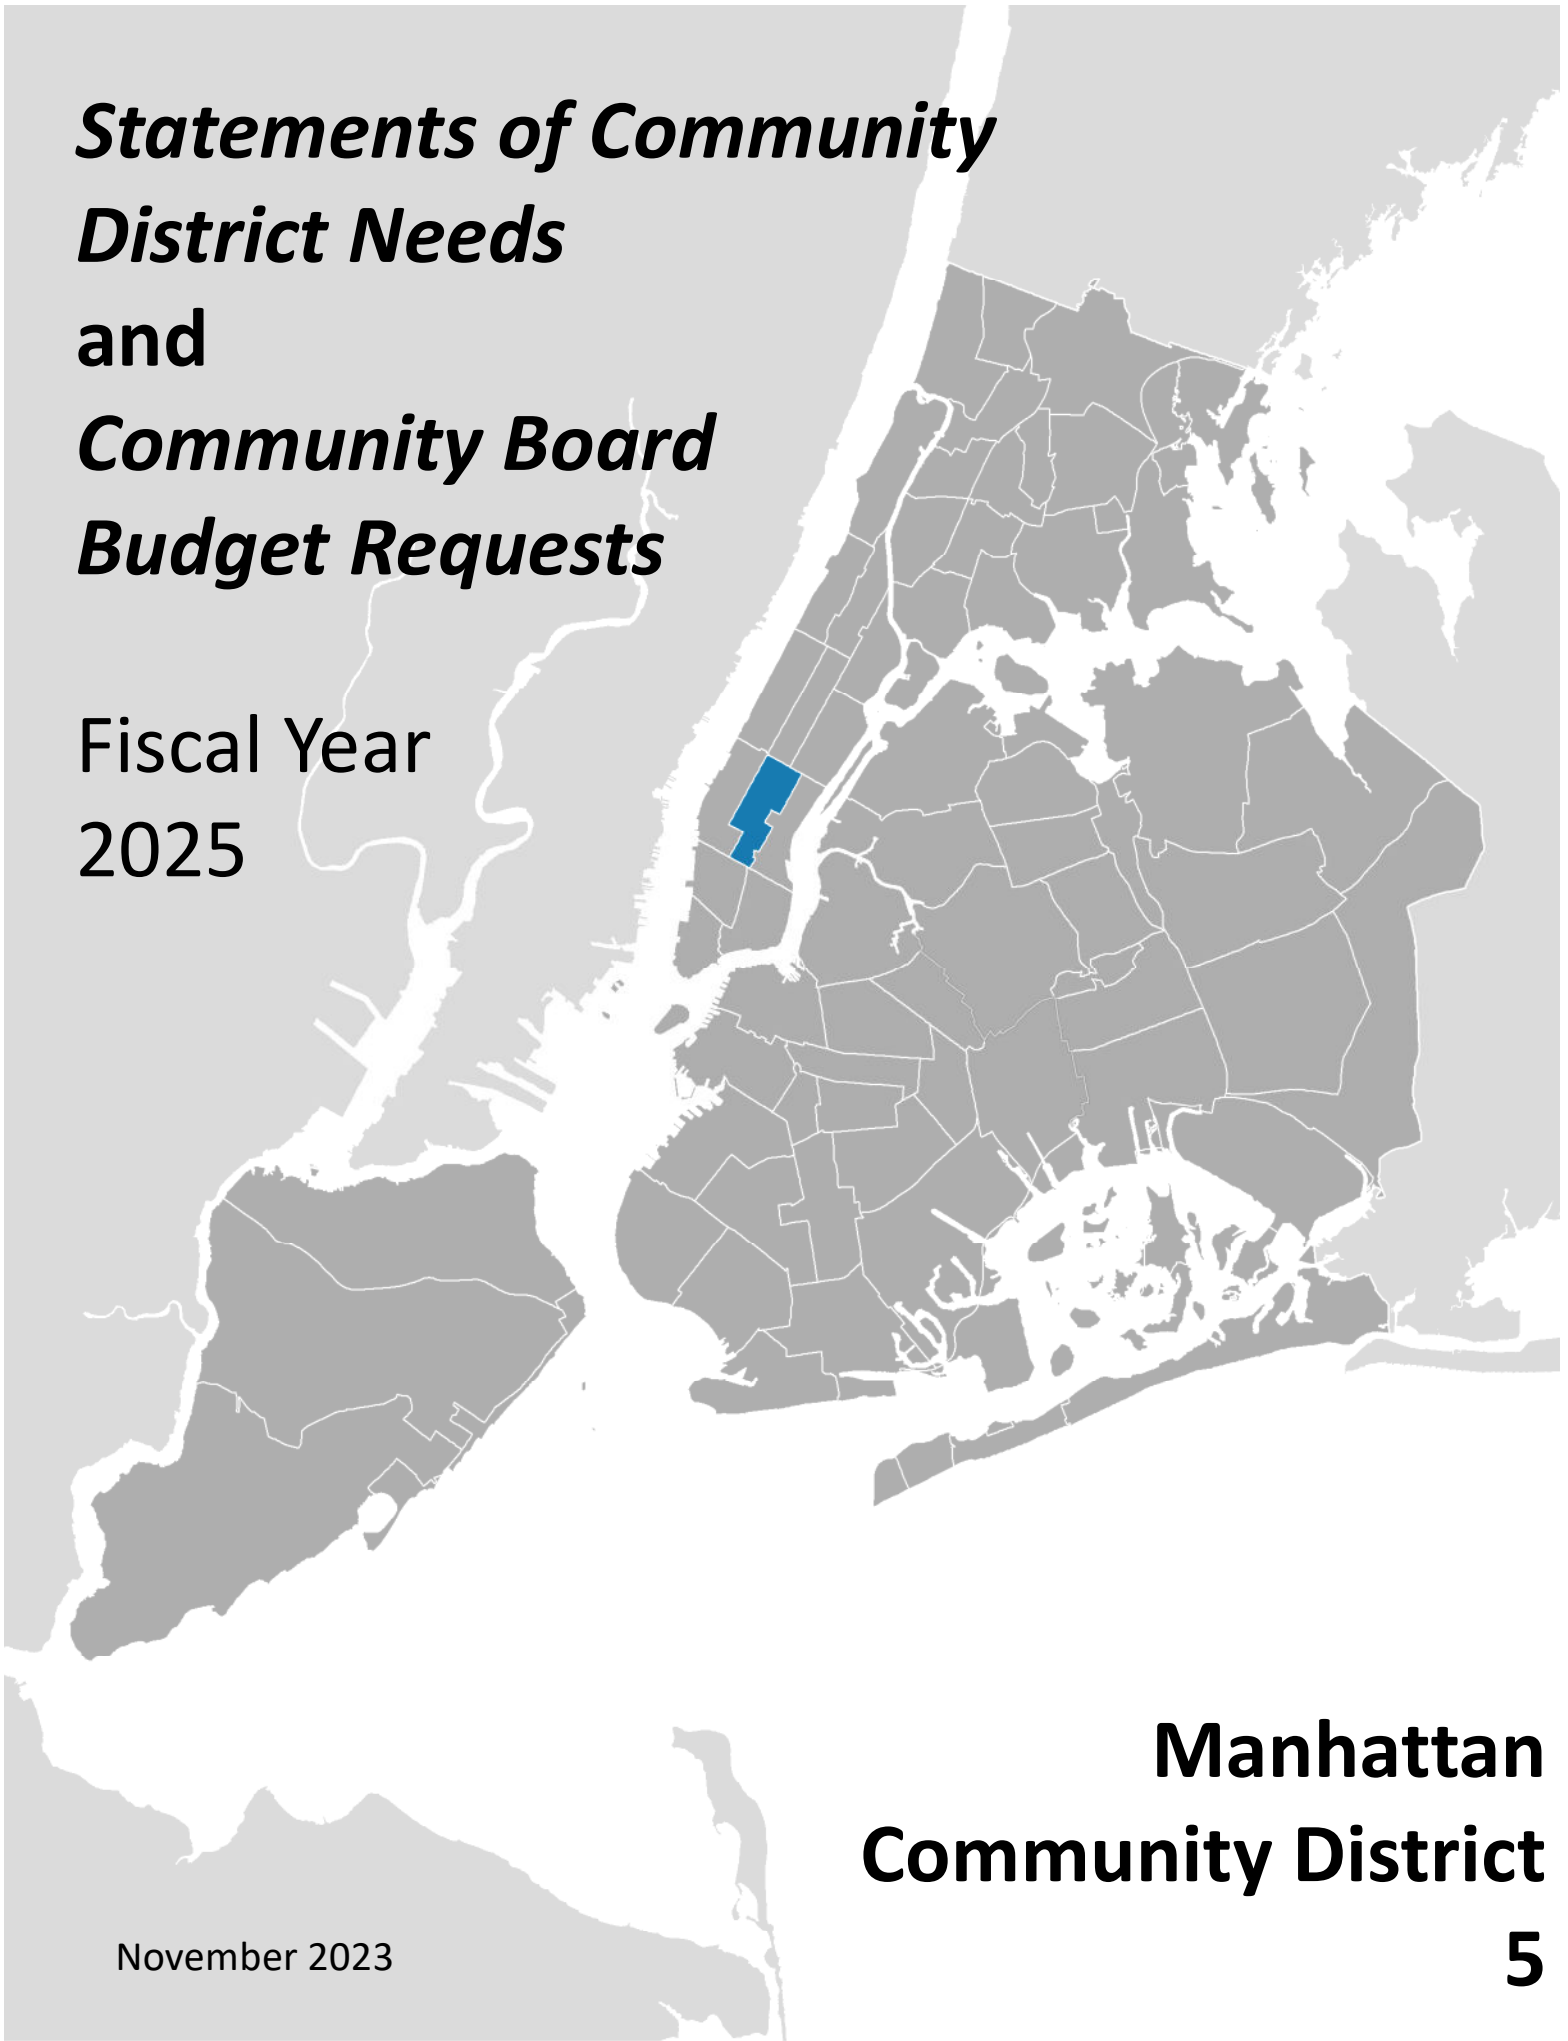 Statements of Community
District Needs
and
Community Board
Budget Requests
Fiscal Year
2025
Manhattan
Community District
5
November 2023